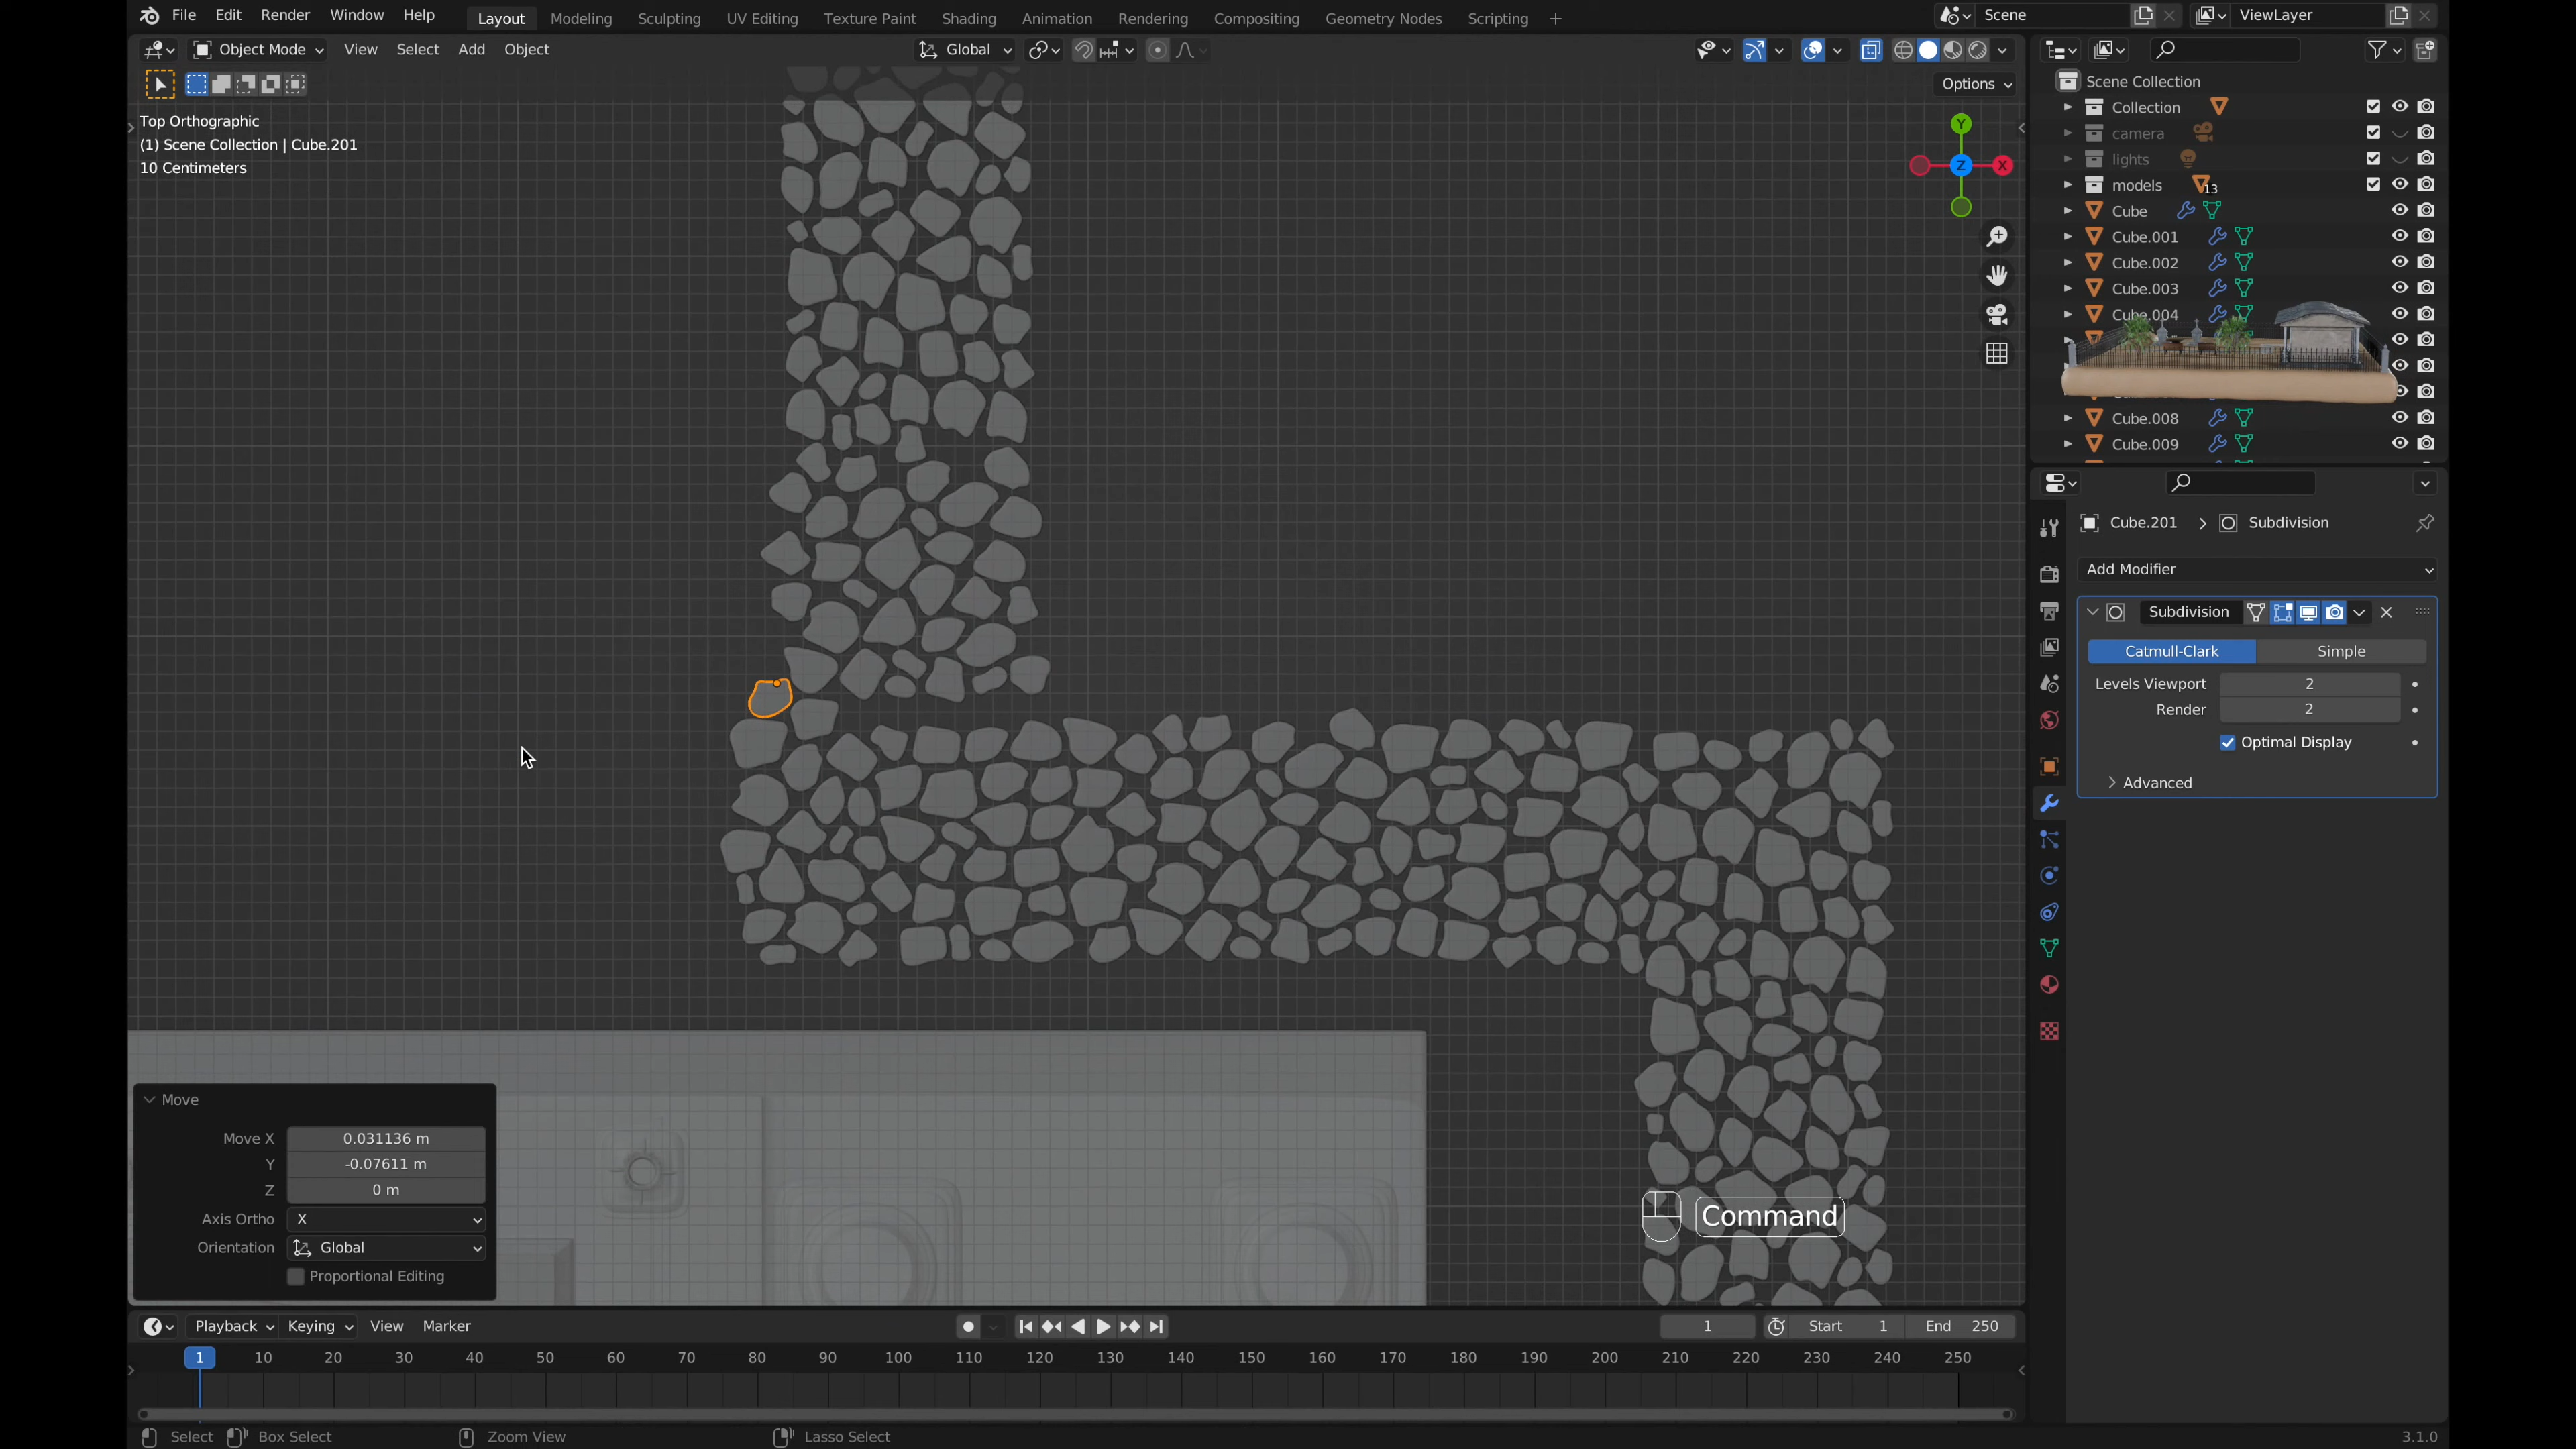 File Edit Render Window Help Layout Modeling Sculpting UV Editing Texture Paint Shading Animation Rendering Compositing Geometry Nodes Scripting + Scene ViewLayer
Object Mode View Select Add Object Global
Options
Top Orthographic
(1) Scene Collection | Cube.201
10 Centimeters
Y
Z X
Scene Collection
Collection
camera
lights
models 13
Cube
Cube.001
Cube.002
Cube.003
Cube.004
Cube.008
Cube.009
Cube.201 > Subdivision
Add Modifier
Subdivision
Catmull-Clark Simple
Levels Viewport 2
Render 2
Optimal Display
Advanced
Move
Move X 0.031136 m
Y -0.07611 m
Z 0 m
Axis Ortho X
Orientation Global
Proportional Editing
Command
Playback Keying View Marker 1 Start 1 End 250
1 10 20 30 40 50 60 70 80 90 100 110 120 130 140 150 160 170 180 190 200 210 220 230 240 250
Select Box Select Zoom View Lasso Select 3.1.0